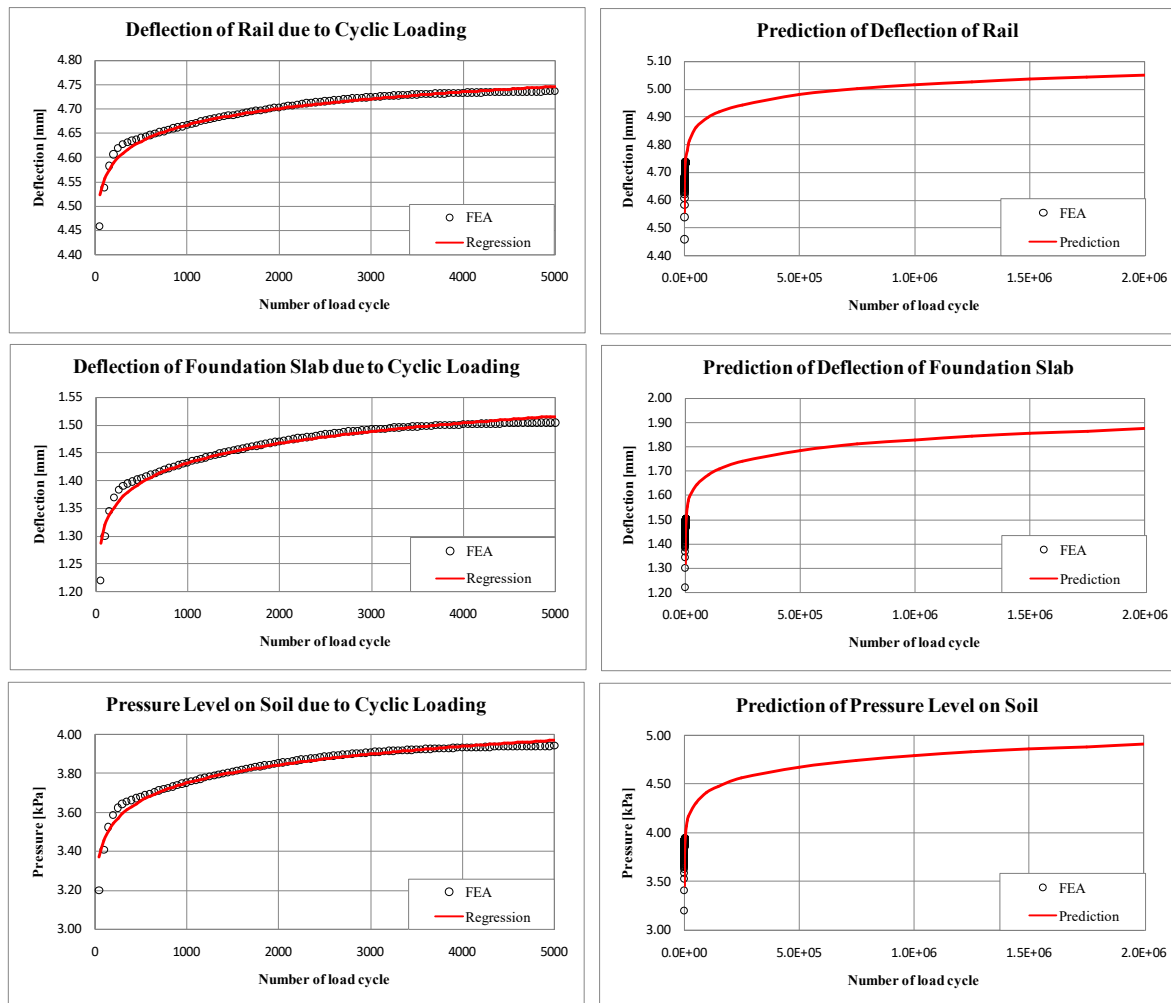 Deflection of Rail due to Cyclic Loading
4.80
4.75
4.70
4.65
4.60
4.55
4.50
4.45
4.40
Deflection [mm]
FEA
Regression
0 1000 2000 3000 4000 5000
Number of load cycle
Prediction of Deflection of Rail
5.10
5.00
4.90
4.80
4.70
4.60
4.50
4.40
Deflection [mm]
FEA
Prediction
0.0E+00 5.0E+05 1.0E+06 1.5E+06 2.0E+06
Number of load cycle
Deflection of Foundation Slab due to Cyclic Loading
1.55
1.50
1.45
1.40
1.35
1.30
1.25
1.20
Deflection [mm]
FEA
Regression
0 1000 2000 3000 4000 5000
Number of load cycle
Prediction of Deflection of Foundation Slab
2.00
1.90
1.80
1.70
1.60
1.50
1.40
1.30
1.20
Deflection [mm]
FEA
Prediction
0.0E+00 5.0E+05 1.0E+06 1.5E+06 2.0E+06
Number of load cycle
Pressure Level on Soil due to Cyclic Loading
4.00
3.80
3.60
3.40
3.20
3.00
Pressure [kPa]
FEA
Regression
0 1000 2000 3000 4000 5000
Number of load cycle
Prediction of Pressure Level on Soil
5.00
4.50
4.00
3.50
3.00
Pressure [kPa]
FEA
Prediction
0.0E+00 5.0E+05 1.0E+06 1.5E+06 2.0E+06
Number of load cycle